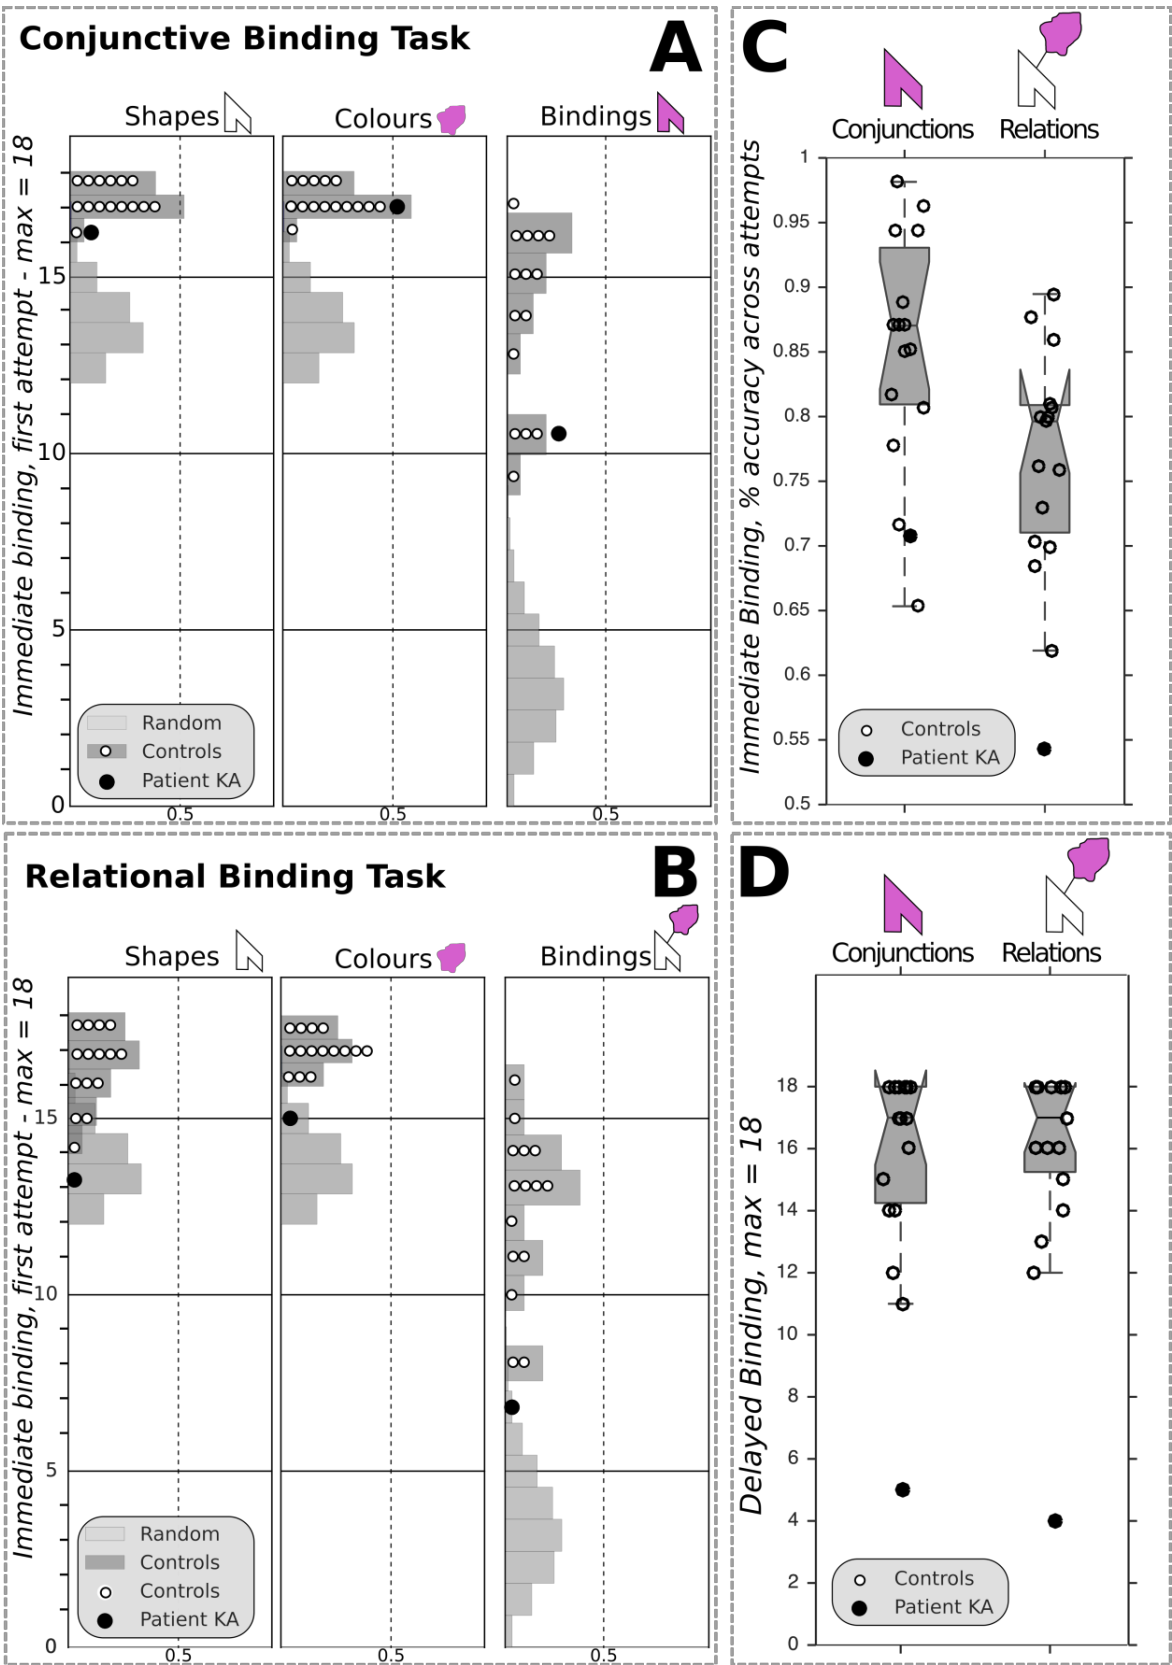 Conjunctive Binding Task
A
Shapes
Colours
Bindings
Immediate binding, first attempt - max = 18
15
10
5
0
0.5
0.5
0.5
Random
Controls
Patient KA
C
Conjunctions
Relations
Immediate Binding, % accuracy across attempts
1
0.95
0.9
0.85
0.8
0.75
0.7
0.65
0.6
0.55
0.5
Controls
Patient KA
Relational Binding Task
B
Shapes
Colours
Bindings
Immediate binding, first attempt - max = 18
15
10
5
0
0.5
0.5
0.5
Random
Controls
Controls
Patient KA
D
Conjunctions
Relations
Delayed Binding, max = 18
18
16
14
12
10
8
6
4
2
0
Controls
Patient KA